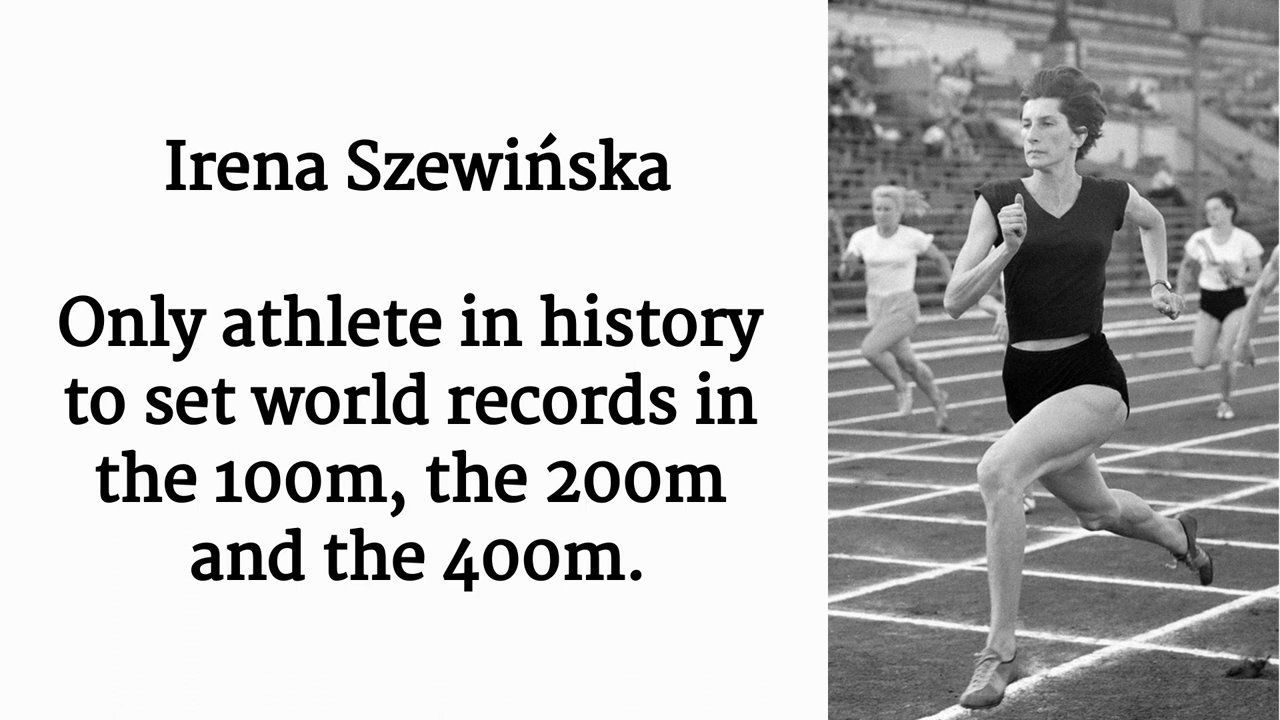 Irena Szewińska
Only athlete in history
to set world records in
the 100m, the 200m
and the 400m.